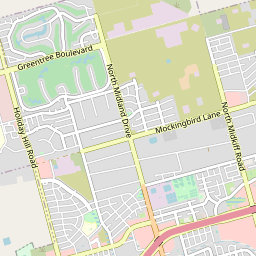 Greentree Boulevard
North Midland Drive
Mockingbird Lane
Holiday Hill Road
North Midkiff Road